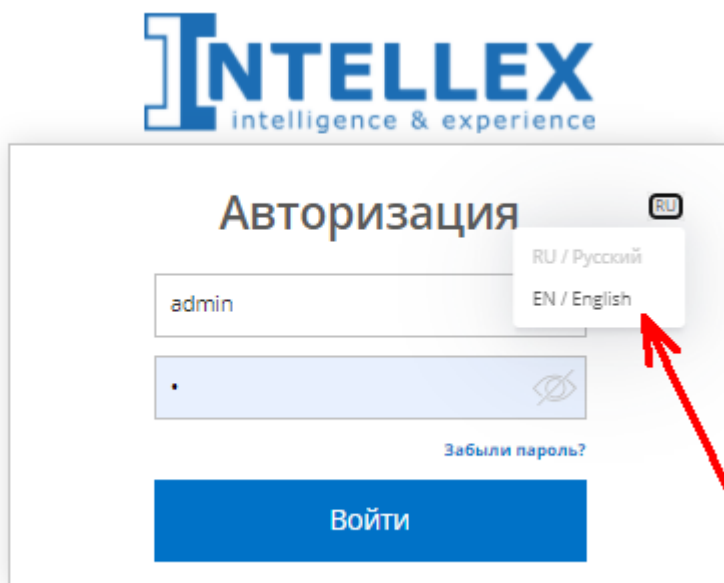 INTELLEX
intelligence & experience
Авторизация
RU
RU / Русский
EN / English
admin
Забыли пароль?
Войти